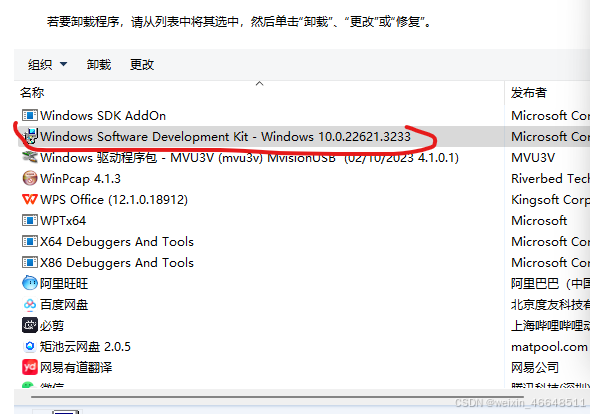 若要卸载程序，请从列表中将其选中，然后单击“卸载”、“更改”或“修复”。
组织 卸载 更改
名称 发布者
Windows SDK AddOn Microsoft Cor
Windows Software Development Kit - Windows 10.0.22621.3233 Microsoft Cor
Windows 驱动程序包 - MVU3V (mvu3v) MvisionUSB (02/10/2023 4.1.0.1) MVU3V
WinPcap 4.1.3 Riverbed Tech
WPS Office (12.1.0.18912) Kingsoft Corp
WPTx64 Microsoft
X64 Debuggers And Tools Microsoft Cor
X86 Debuggers And Tools Microsoft Cor
阿里旺旺 阿里巴巴（中国
百度网盘 北京度友科技有
必剪 上海哔哩哔哩动
矩池云网盘 2.0.5 matpool.com
网易有道翻译 网易公司
微信
CSDN @weixin_46648511